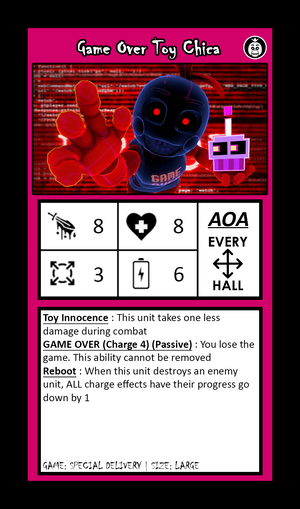 Game Over Toy Chica
GAME
8
8
AOA
EVERY
HALL
3
6
Toy Innocence : This unit takes one less
damage during combat
GAME OVER (Charge 4) (Passive) : You lose the
game. This ability cannot be removed
Reboot : When this unit destroys an enemy
unit, ALL charge effects have their progress go
down by 1
GAME: SPECIAL DELIVERY | SIZE: LARGE